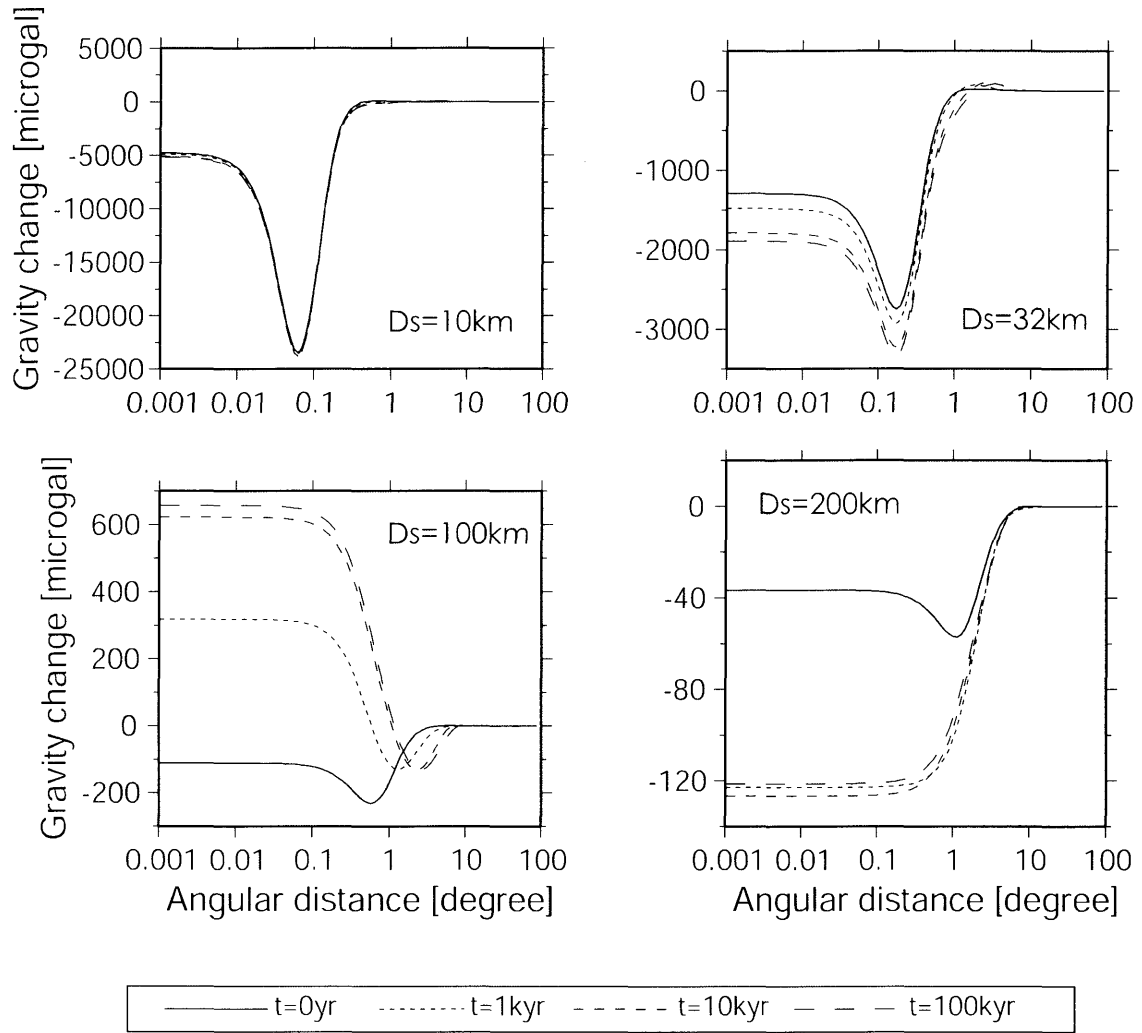 Gravity change [microgal]
5000
0
-5000
-10000
-15000
-20000
-25000
Ds=10km
0.001 0.01 0.1 1 10 100
0
-1000
-2000
-3000
Ds=32km
0.001 0.01 0.1 1 10 100
Gravity change [microgal]
600
400
200
0
-200
Ds=100km
0.001 0.01 0.1 1 10 100
Angular distance [degree]
0
-40
-80
-120
Ds=200km
0.001 0.01 0.1 1 10 100
Angular distance [degree]
t=0yr t=1kyr t=10kyr t=100kyr